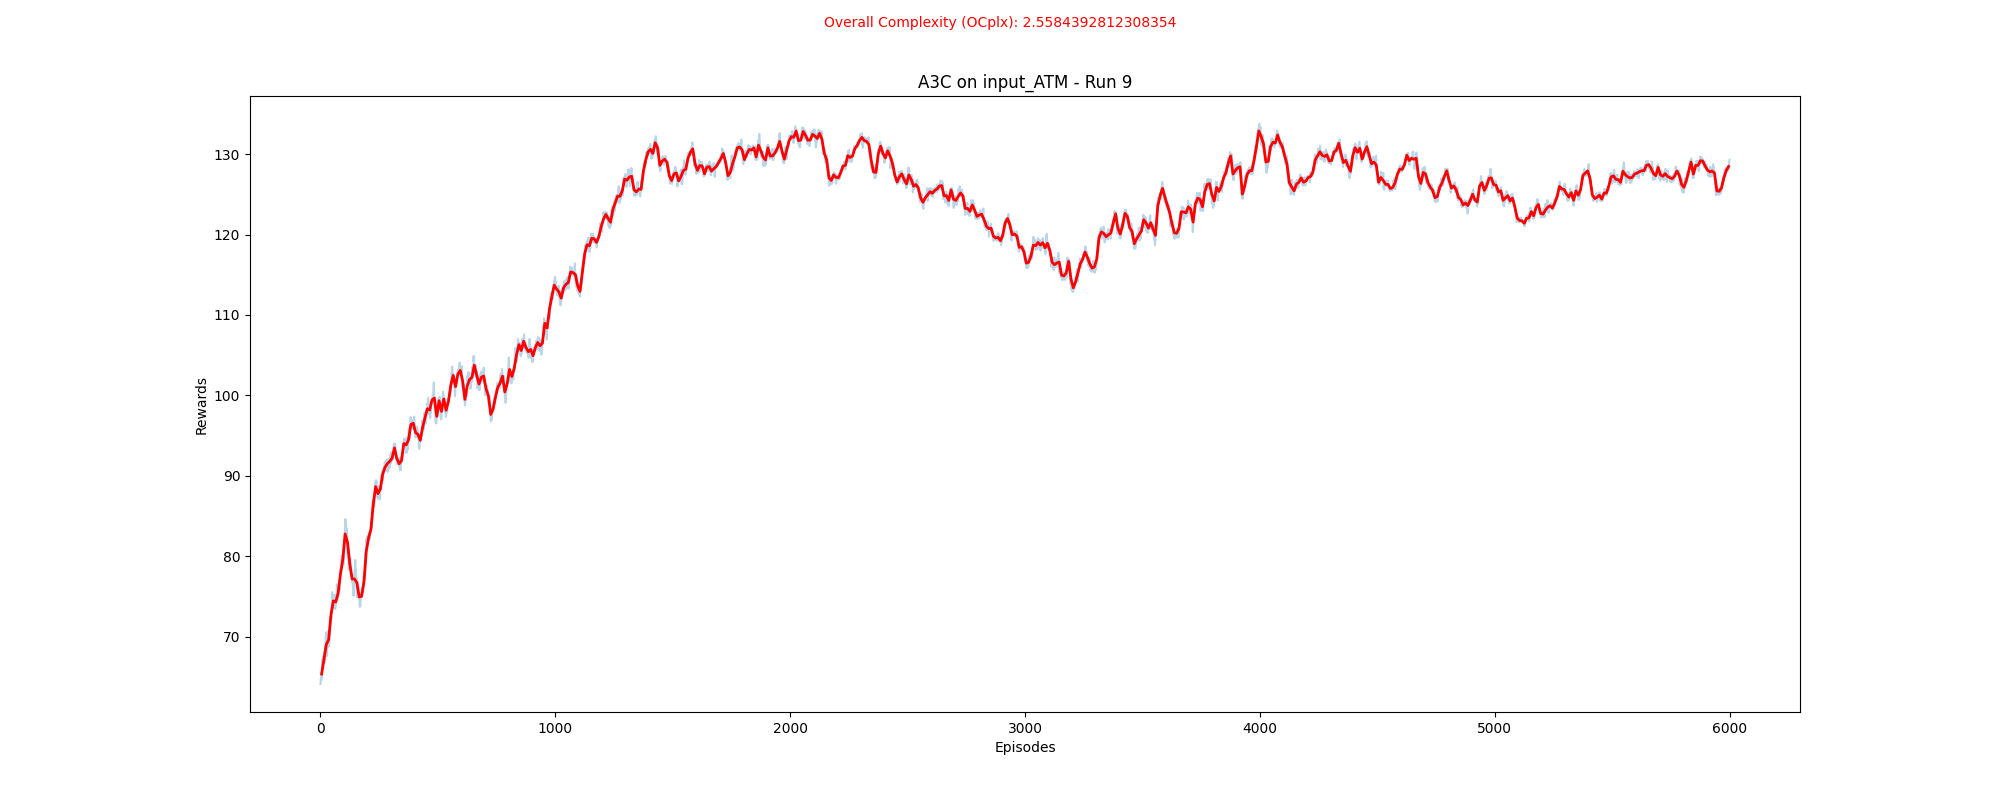 Overall Complexity (OCplx): 2.5584392812308354
A3C on input_ATM - Run 9
130
120
110
100
90
80
70
Rewards
0 1000 2000 3000 4000 5000 6000
Episodes